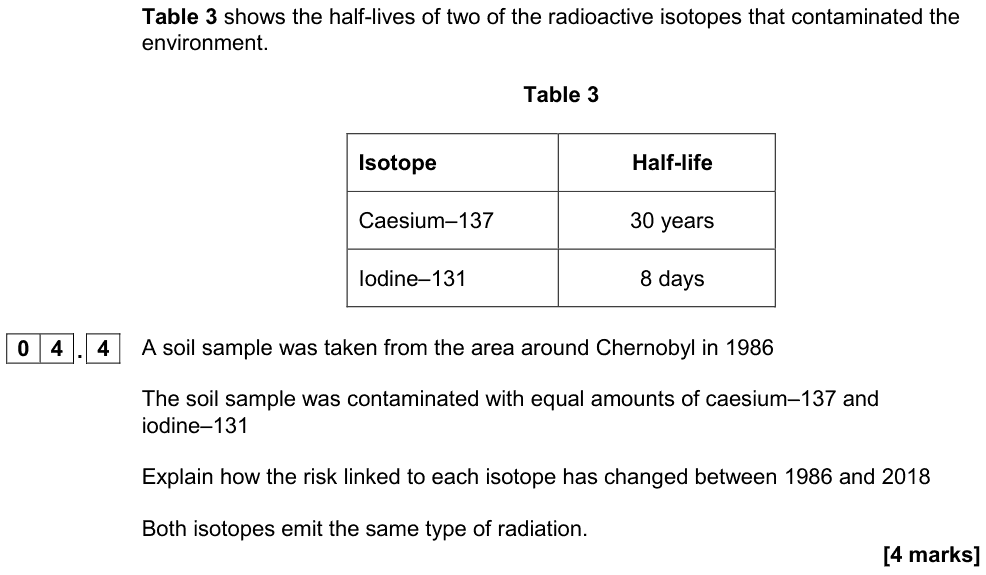 Table 3 shows the half-lives of two of the radioactive isotopes that contaminated the
environment.
Table 3
Isotope Half-life
Caesium–137 30 years
Iodine–131 8 days
0 4 . 4 A soil sample was taken from the area around Chernobyl in 1986
The soil sample was contaminated with equal amounts of caesium–137 and
iodine–131
Explain how the risk linked to each isotope has changed between 1986 and 2018
Both isotopes emit the same type of radiation.
[4 marks]